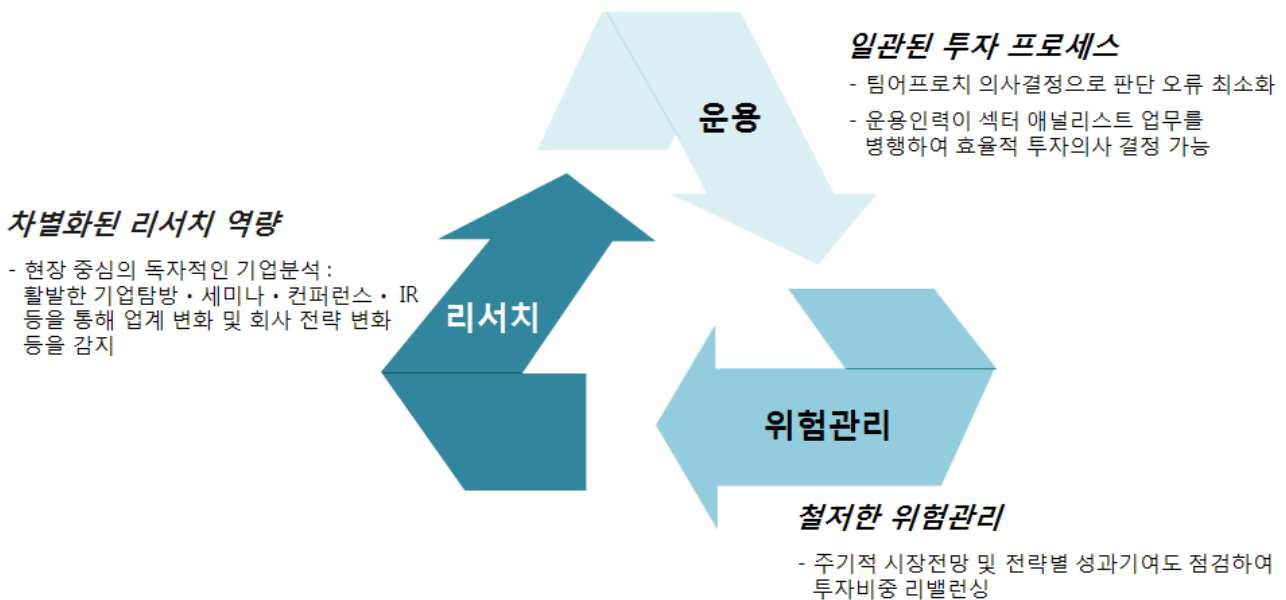 일관된 투자 프로세스
- 팀어프로치 의사결정으로 판단 오류 최소화
- 운용인력이 섹터 애널리스트 업무를
병행하여 효율적 투자의사 결정 가능
운용
차별화된 리서치 역량
- 현장 중심의 독자적인 기업분석 :
활발한 기업탐방・세미나・컨퍼런스・ IR
등을 통해 업계 변화 및 회사 전략 변화
등을 감지
리서치
위험관리
철저한 위험관리
- 주기적 시장전망 및 전략별 성과기여도 점검하여
투자비중 리밸런싱